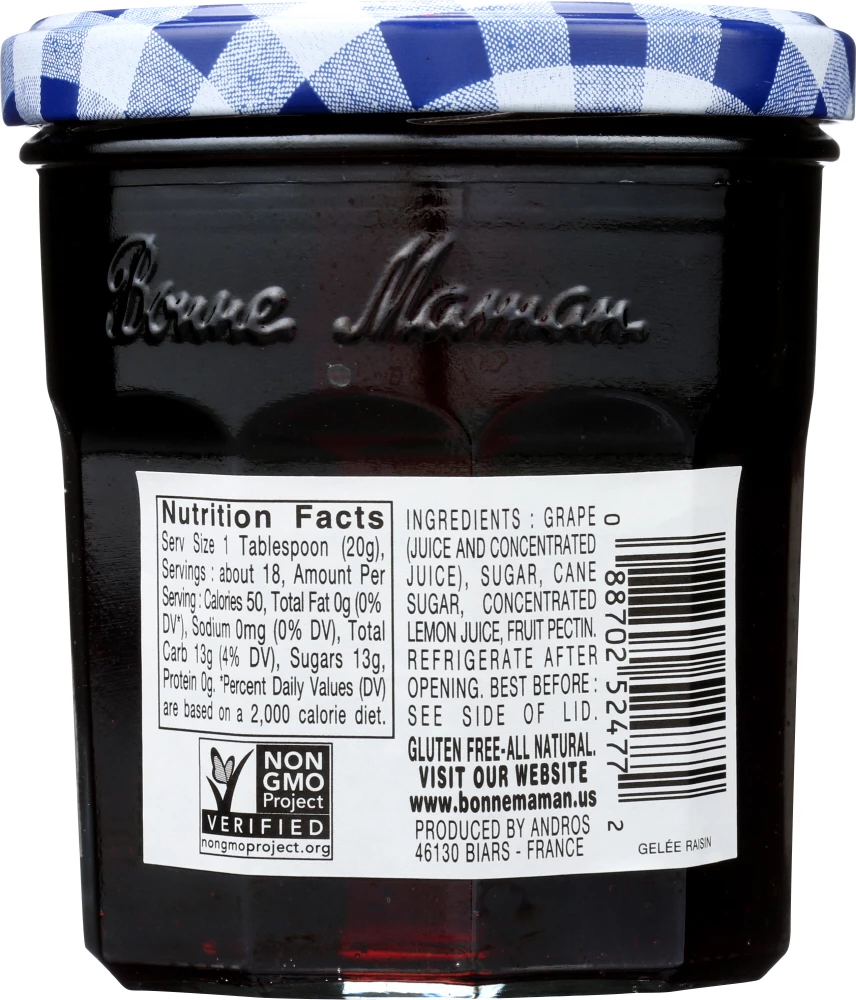 Bonne Maman
Nutrition Facts
Serv Size 1 Tablespoon (20g),
Servings : about 18, Amount Per
Serving : Calories 50, Total Fat 0g (0%
DV*), Sodium 0mg (0% DV), Total
Carb 13g (4% DV), Sugars 13g,
Protein 0g. *Percent Daily Values (DV)
are based on a 2,000 calorie diet.
NON
GMO
Project
VERIFIED
nongmoproject.org
INGREDIENTS : GRAPE
(JUICE AND CONCENTRATED
JUICE), SUGAR, CANE
SUGAR, CONCENTRATED
LEMON JUICE, FRUIT PECTIN.
REFRIGERATE AFTER
OPENING. BEST BEFORE :
SEE SIDE OF LID.
GLUTEN FREE-ALL NATURAL.
VISIT OUR WEBSITE
www.bonnemaman.us
PRODUCED BY ANDROS
46130 BIARS - FRANCE
0 88702 52477 2
GELÉE RAISIN